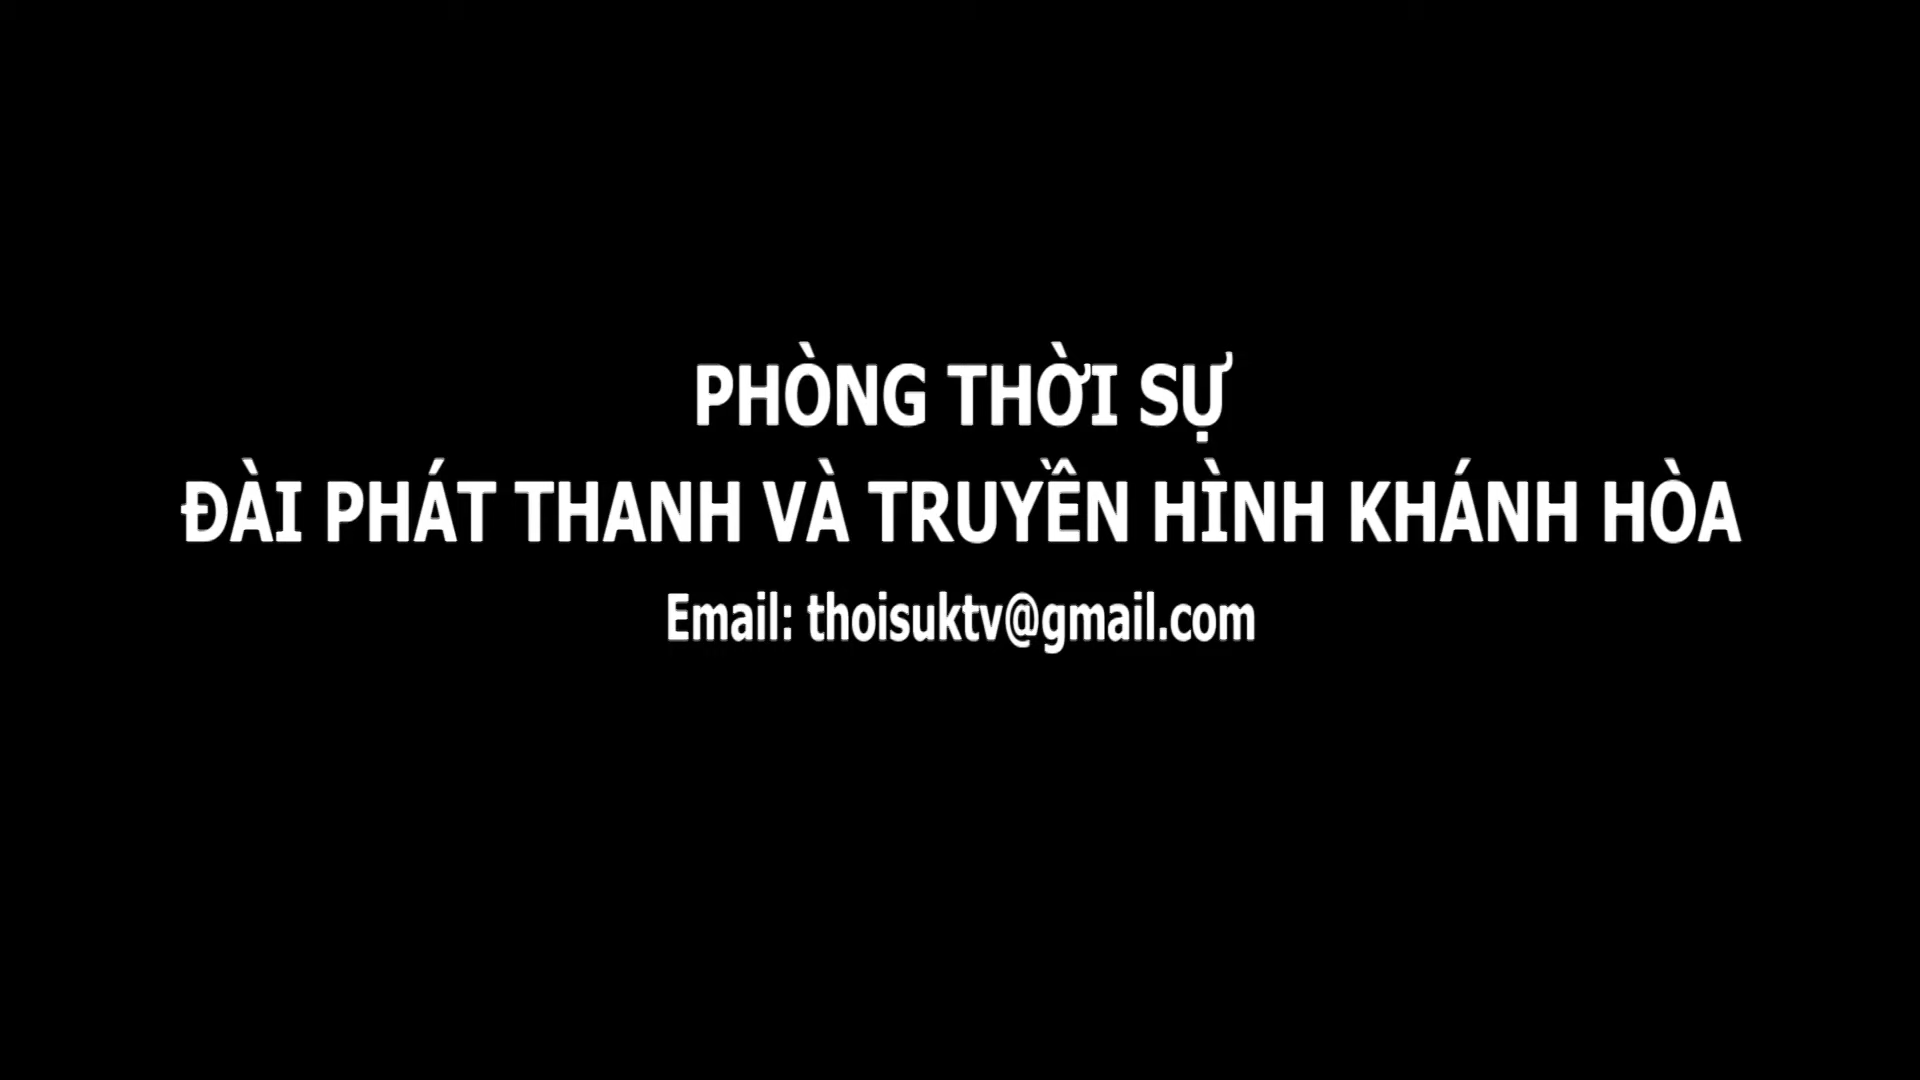 PHÒNG THỜI SỰ
ĐÀI PHÁT THANH VÀ TRUYỀN HÌNH KHÁNH HÒA
Email: thoisuktv@gmail.com